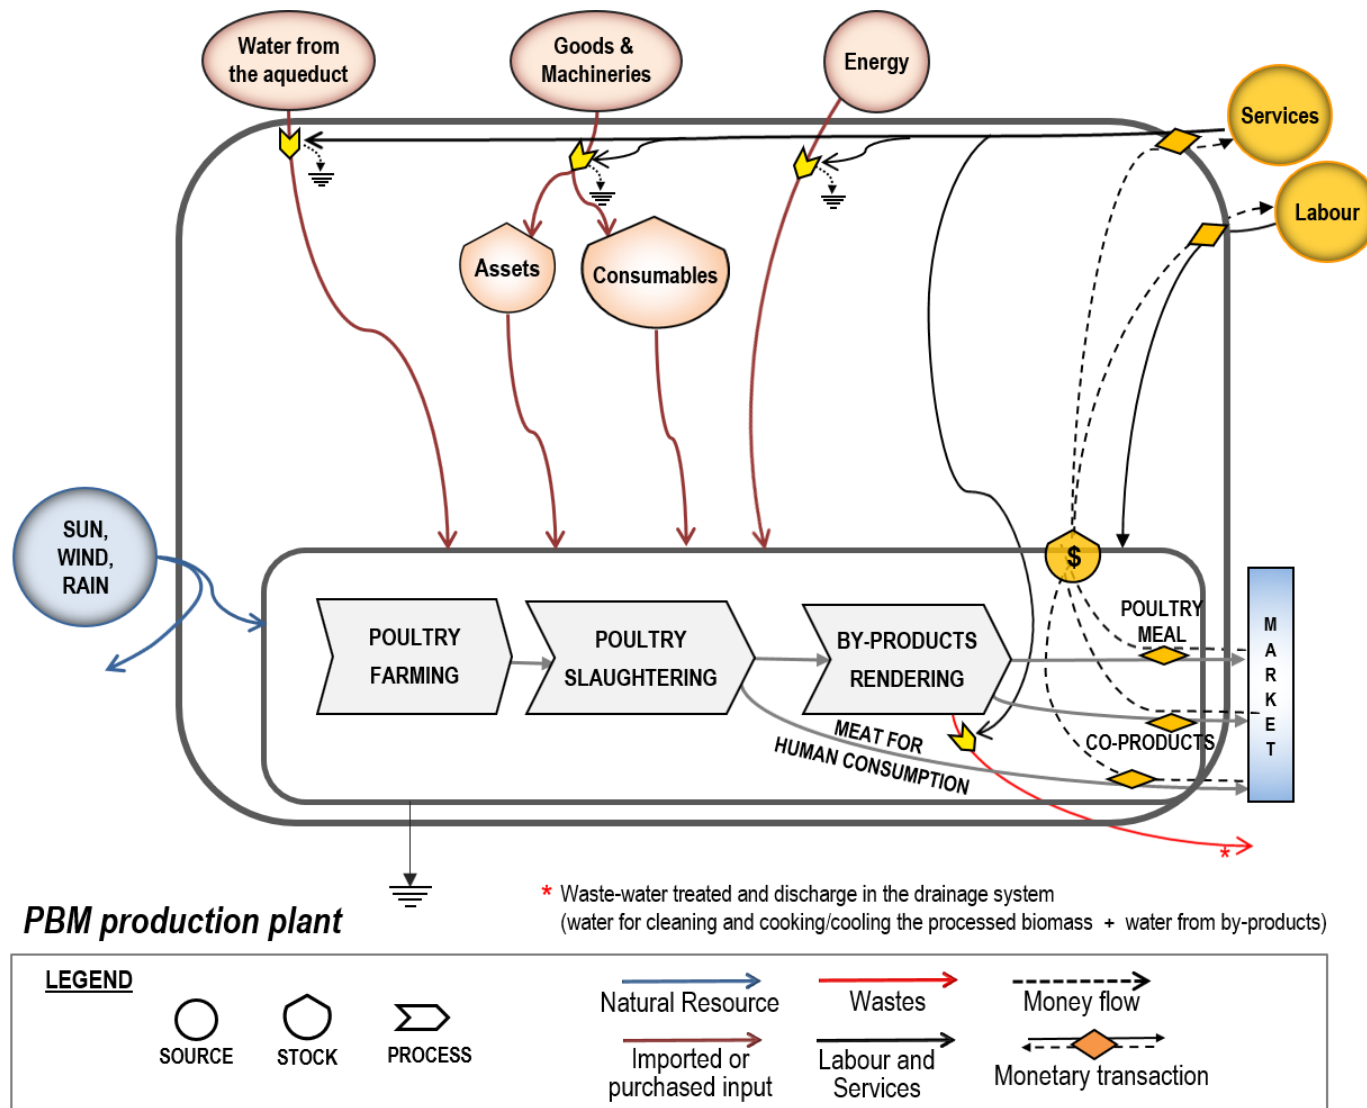 Water from
the aqueduct
Goods &
Machineries
Energy
Services
Labour
Assets
Consumables
SUN,
WIND,
RAIN
$
POULTRY
FARMING
POULTRY
SLAUGHTERING
BY-PRODUCTS
RENDERING
POULTRY
MEAL
CO-PRODUCTS
MEAT FOR
HUMAN CONSUMPTION
MARKET
*
* Waste-water treated and discharge in the drainage system
(water for cleaning and cooking/cooling the processed biomass + water from by-products)
PBM production plant
LEGEND
SOURCE
STOCK
PROCESS
Natural Resource
Wastes
Money flow
Imported or
purchased input
Labour and
Services
Monetary transaction